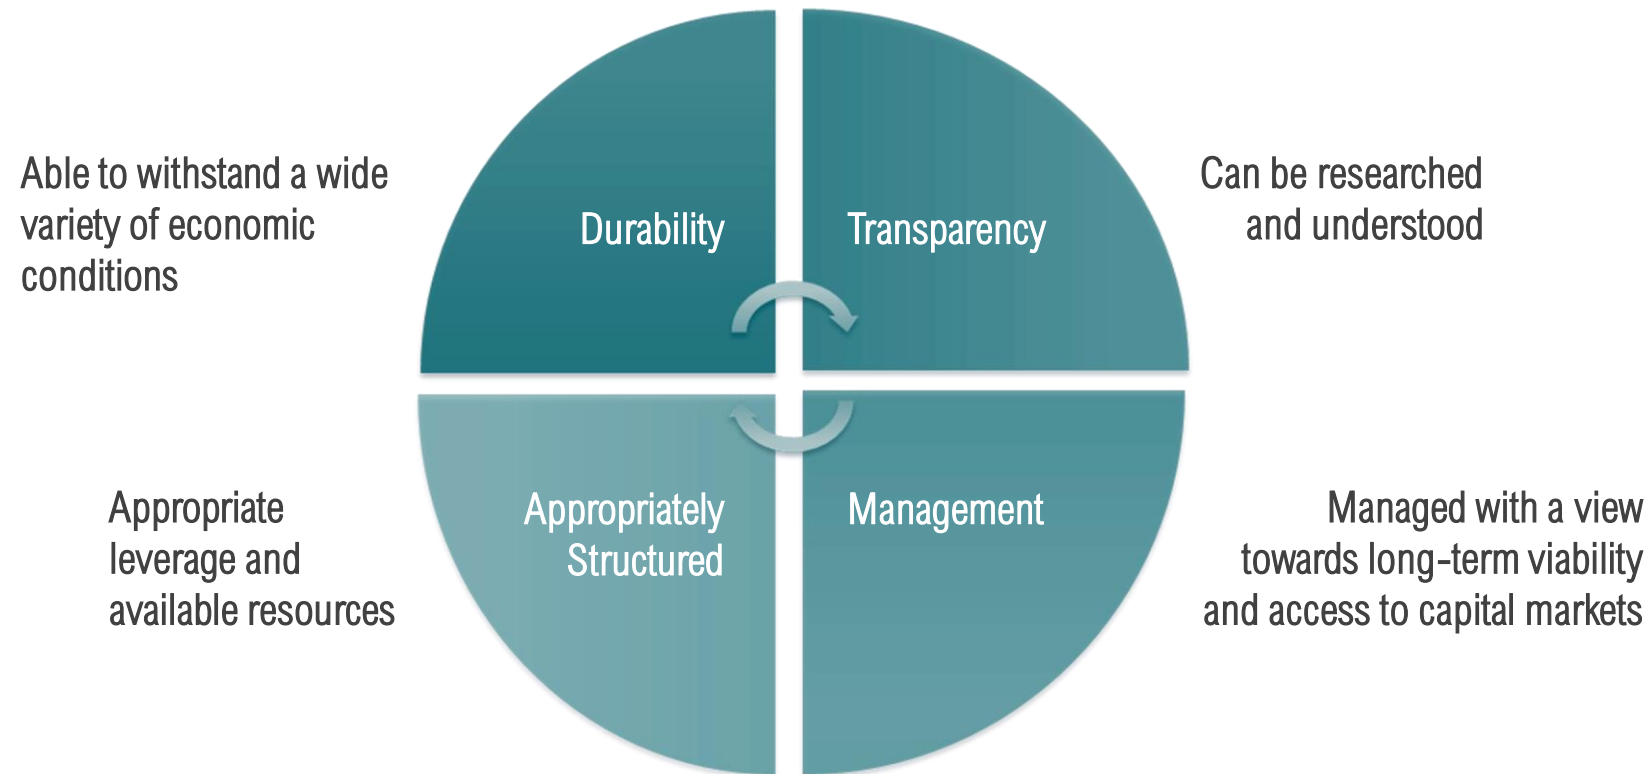 Able to withstand a wide
variety of economic
conditions
Durability
Transparency
Can be researched
and understood
Appropriate
leverage and
available resources
Appropriately
Structured
Management
Managed with a view
towards long-term viability
and access to capital markets